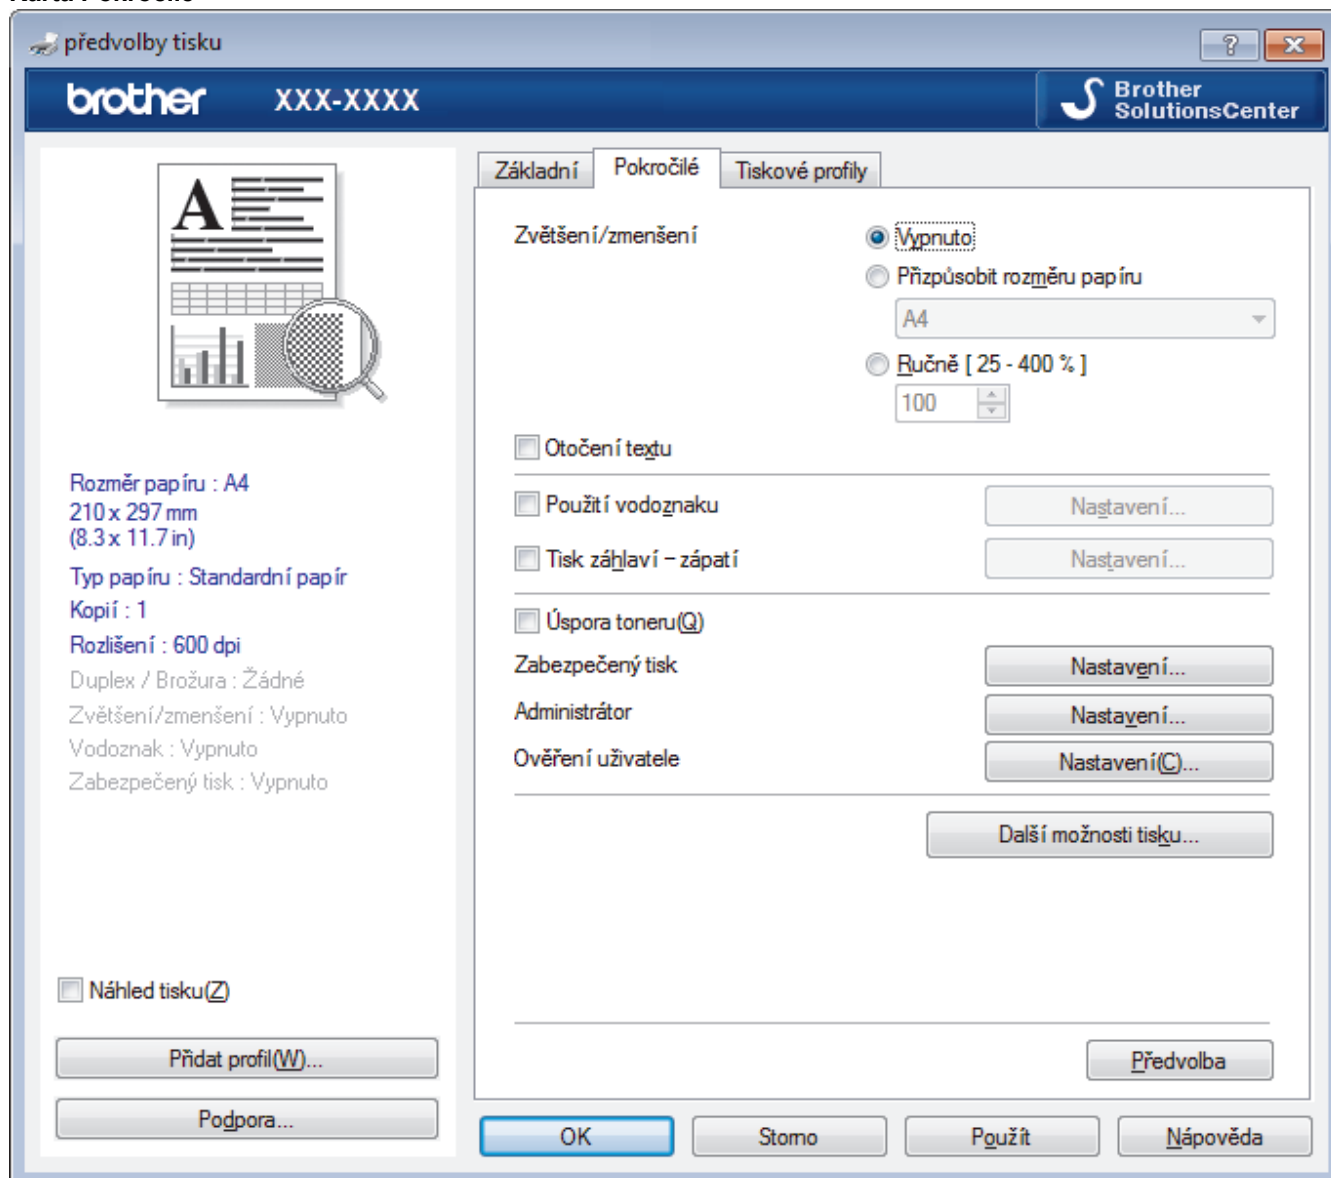 Karta Pokročilé
předvolby tisku
brother XXX-XXXX
Brother
SolutionsCenter
Základní Pokročilé Tiskové profily
Zvětšení/zmenšení
Vypnuto
Přizpůsobit rozměru papíru
A4
Ručně [ 25 - 400 % ]
100
Otočení textu
Použití vodoznaku Nastavení...
Tisk záhlaví – zápatí Nastavení...
Úspora toneru(Q)
Zabezpečený tisk Nastavení...
Administrátor Nastavení...
Ověření uživatele Nastavení(C)...
Další možnosti tisku...
Předvolba
A
Rozměr papíru : A4
210 x 297 mm
(8.3 x 11.7 in)
Typ papíru : Standardní papír
Kopií : 1
Rozlišení : 600 dpi
Duplex / Brožura : Žádné
Zvětšení/zmenšení : Vypnuto
Vodoznak : Vypnuto
Zabezpečený tisk : Vypnuto
Náhled tisku(Z)
Přidat profil(W)...
Podpora...
OK Storno Použít Nápověda